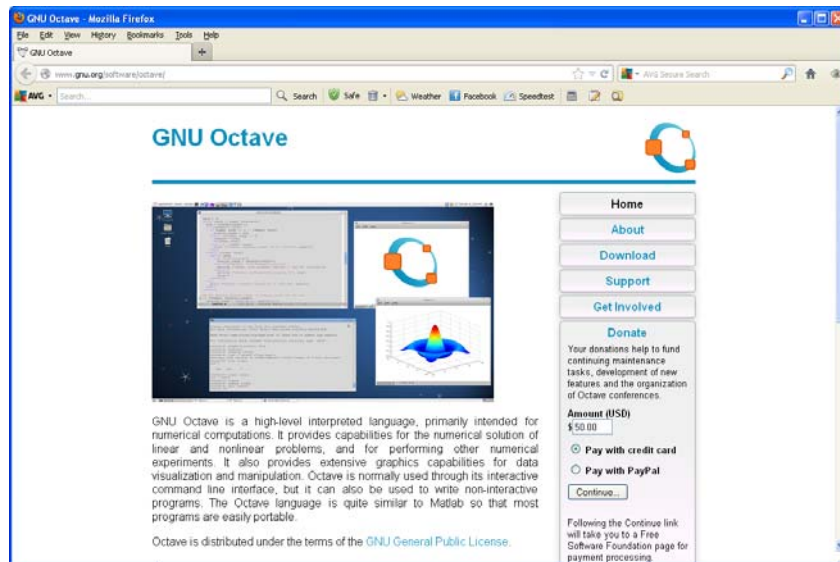 GNU Octave - Mozilla Firefox
File Edit View History Bookmarks Tools Help
GNU Octave
www.gnu.org/software/octave/
AVG Secure Search
AVG Search... Search Safe Weather Facebook Speedtest
GNU Octave
Home
About
Download
Support
Get Involved
Donate
Your donations help to fund
continuing maintenance
tasks, development of new
features and the organization
of Octave conferences.
Amount (USD)
$ 50.00
Pay with credit card
Pay with PayPal
Continue...
Following the Continue link
will take you to a Free
Software Foundation page for
payment processing.
GNU Octave is a high-level interpreted language, primarily intended for
numerical computations. It provides capabilities for the numerical solution of
linear and nonlinear problems, and for performing other numerical
experiments. It also provides extensive graphics capabilities for data
visualization and manipulation. Octave is normally used through its interactive
command line interface, but it can also be used to write non-interactive
programs. The Octave language is quite similar to Matlab so that most
programs are easily portable.
Octave is distributed under the terms of the GNU General Public License.